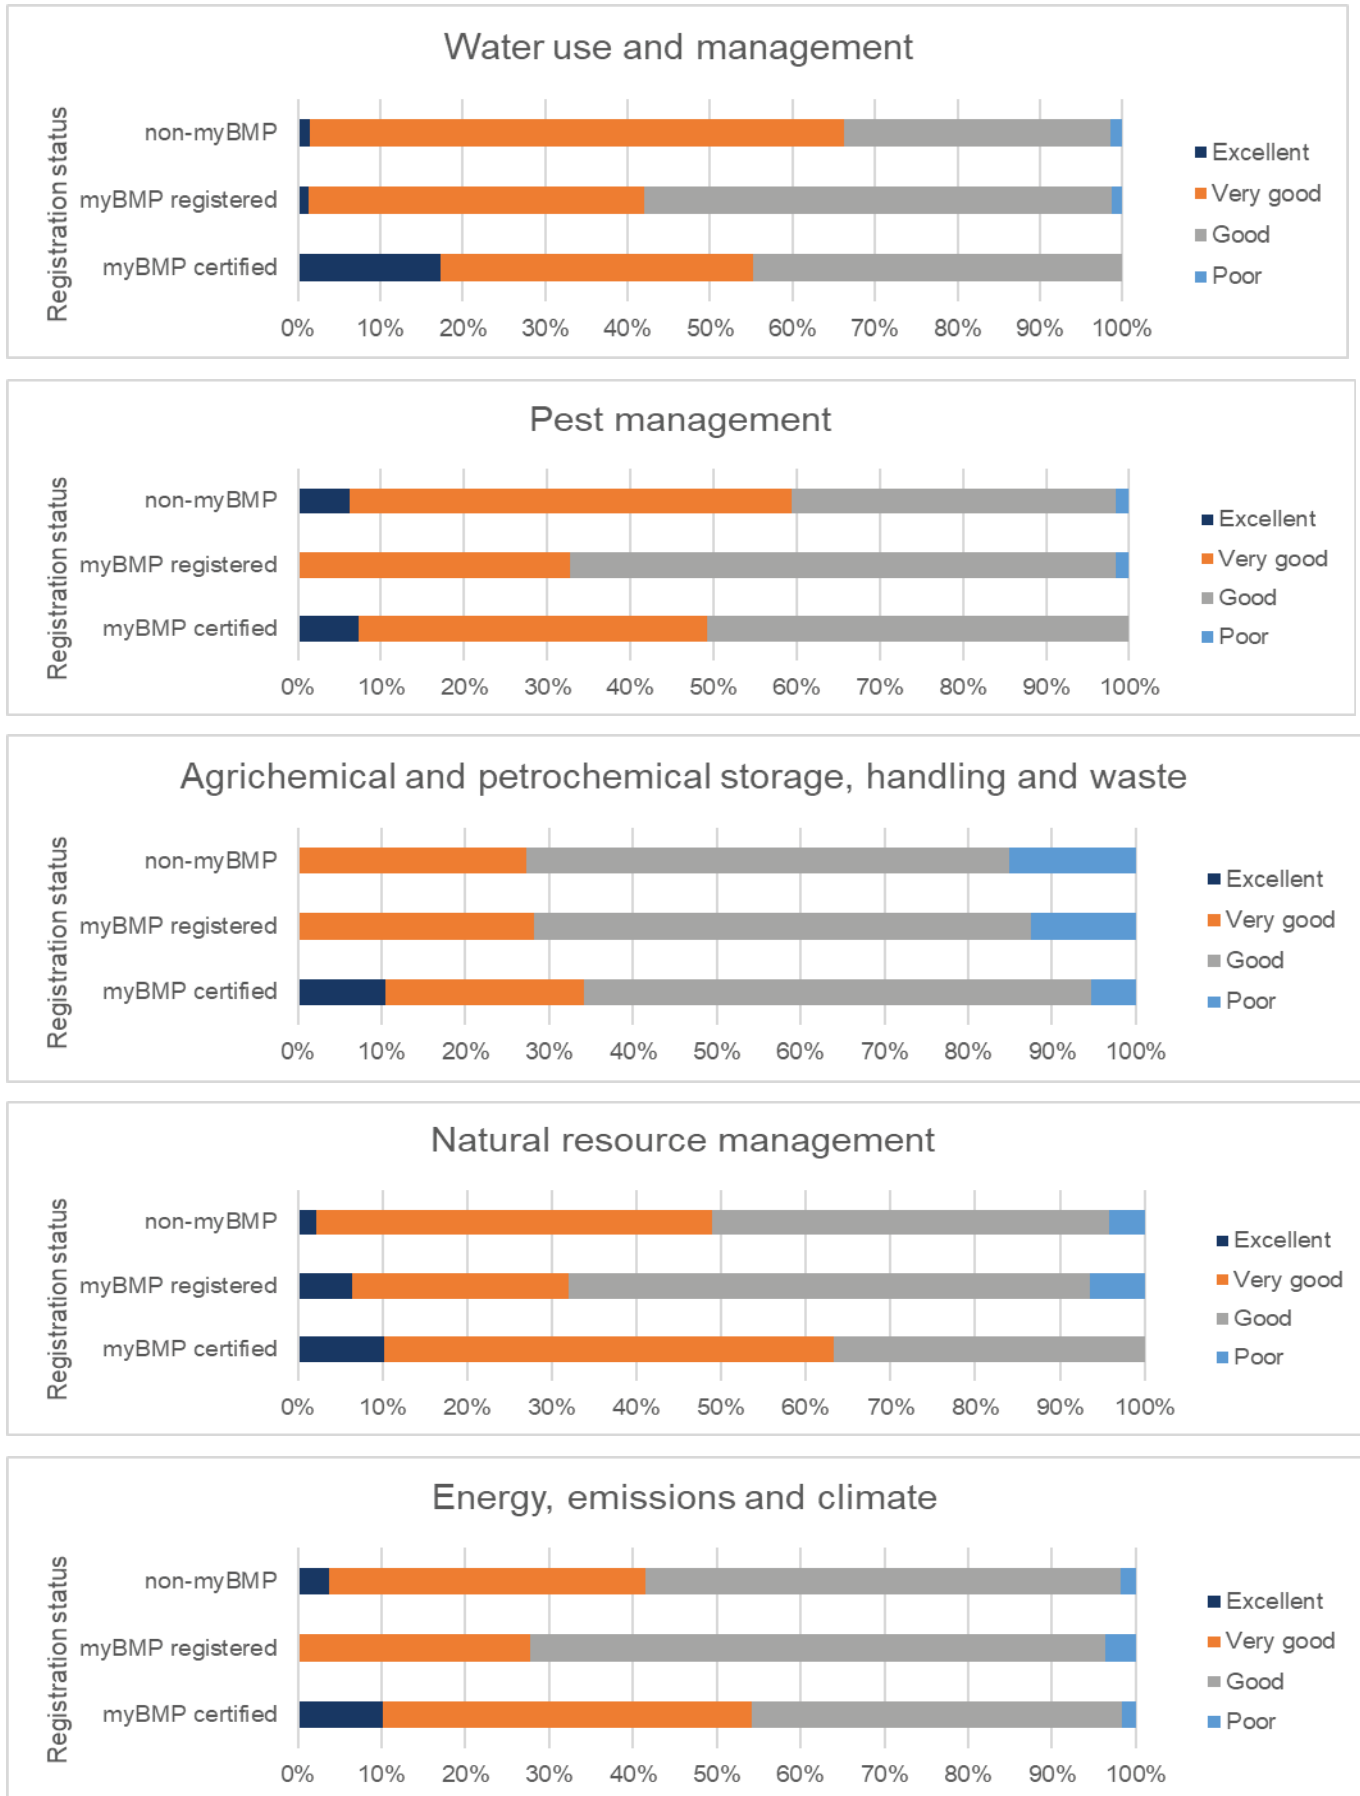 Water use and management
Registration status
non-myBMP
myBMP registered
myBMP certified
0% 10% 20% 30% 40% 50% 60% 70% 80% 90% 100%
Excellent
Very good
Good
Poor
Pest management
Registration status
non-myBMP
myBMP registered
myBMP certified
0% 10% 20% 30% 40% 50% 60% 70% 80% 90% 100%
Excellent
Very good
Good
Poor
Agrichemical and petrochemical storage, handling and waste
Registration status
non-myBMP
myBMP registered
myBMP certified
0% 10% 20% 30% 40% 50% 60% 70% 80% 90% 100%
Excellent
Very good
Good
Poor
Natural resource management
Registration status
non-myBMP
myBMP registered
myBMP certified
0% 10% 20% 30% 40% 50% 60% 70% 80% 90% 100%
Excellent
Very good
Good
Poor
Energy, emissions and climate
Registration status
non-myBMP
myBMP registered
myBMP certified
0% 10% 20% 30% 40% 50% 60% 70% 80% 90% 100%
Excellent
Very good
Good
Poor